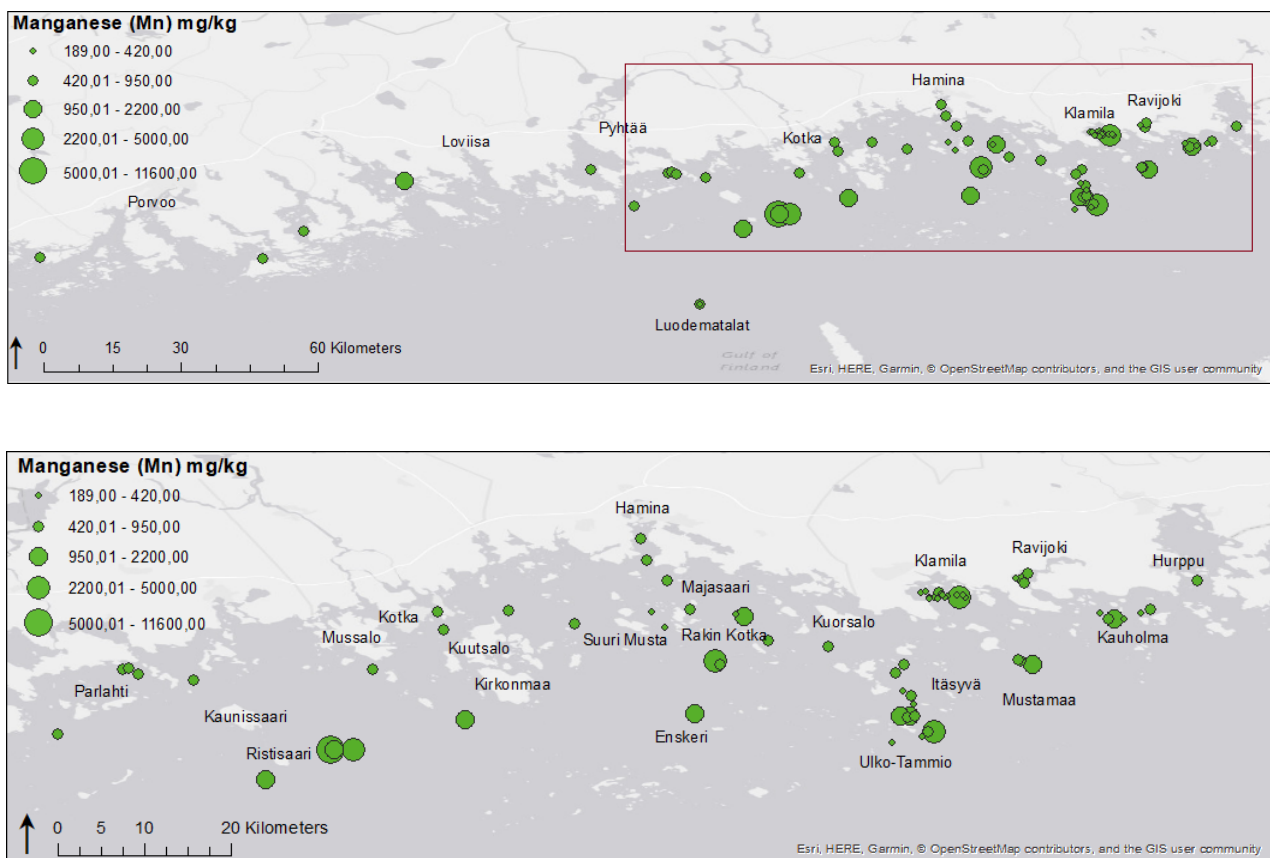 Manganese (Mn) mg/kg
189,00 - 420,00
420,01 - 950,00
950,01 - 2200,00
2200,01 - 5000,00
5000,01 - 11600,00
Hamina
Ravijoki
Klamila
Pyhtää
Kotka
Loviisa
Porvoo
Luodematalat
0 15 30 60 Kilometers
Gulf of
Finland
Esri, HERE, Garmin, © OpenStreetMap contributors, and the GIS user community
Manganese (Mn) mg/kg
189,00 - 420,00
420,01 - 950,00
950,01 - 2200,00
2200,01 - 5000,00
5000,01 - 11600,00
Hamina
Ravijoki
Klamila
Hurppu
Majasaari
Kotka
Mussalo
Kuutsalo
Suuri Musta
Rakin Kotka
Kuorsalo
Kauholma
Parlahti
Kirkonmaa
Itäsyvä
Mustamaa
Kaunissaari
Enskeri
Ristisaari
Ulko-Tammio
0 5 10 20 Kilometers
Esri, HERE, Garmin, © OpenStreetMap contributors, and the GIS user community